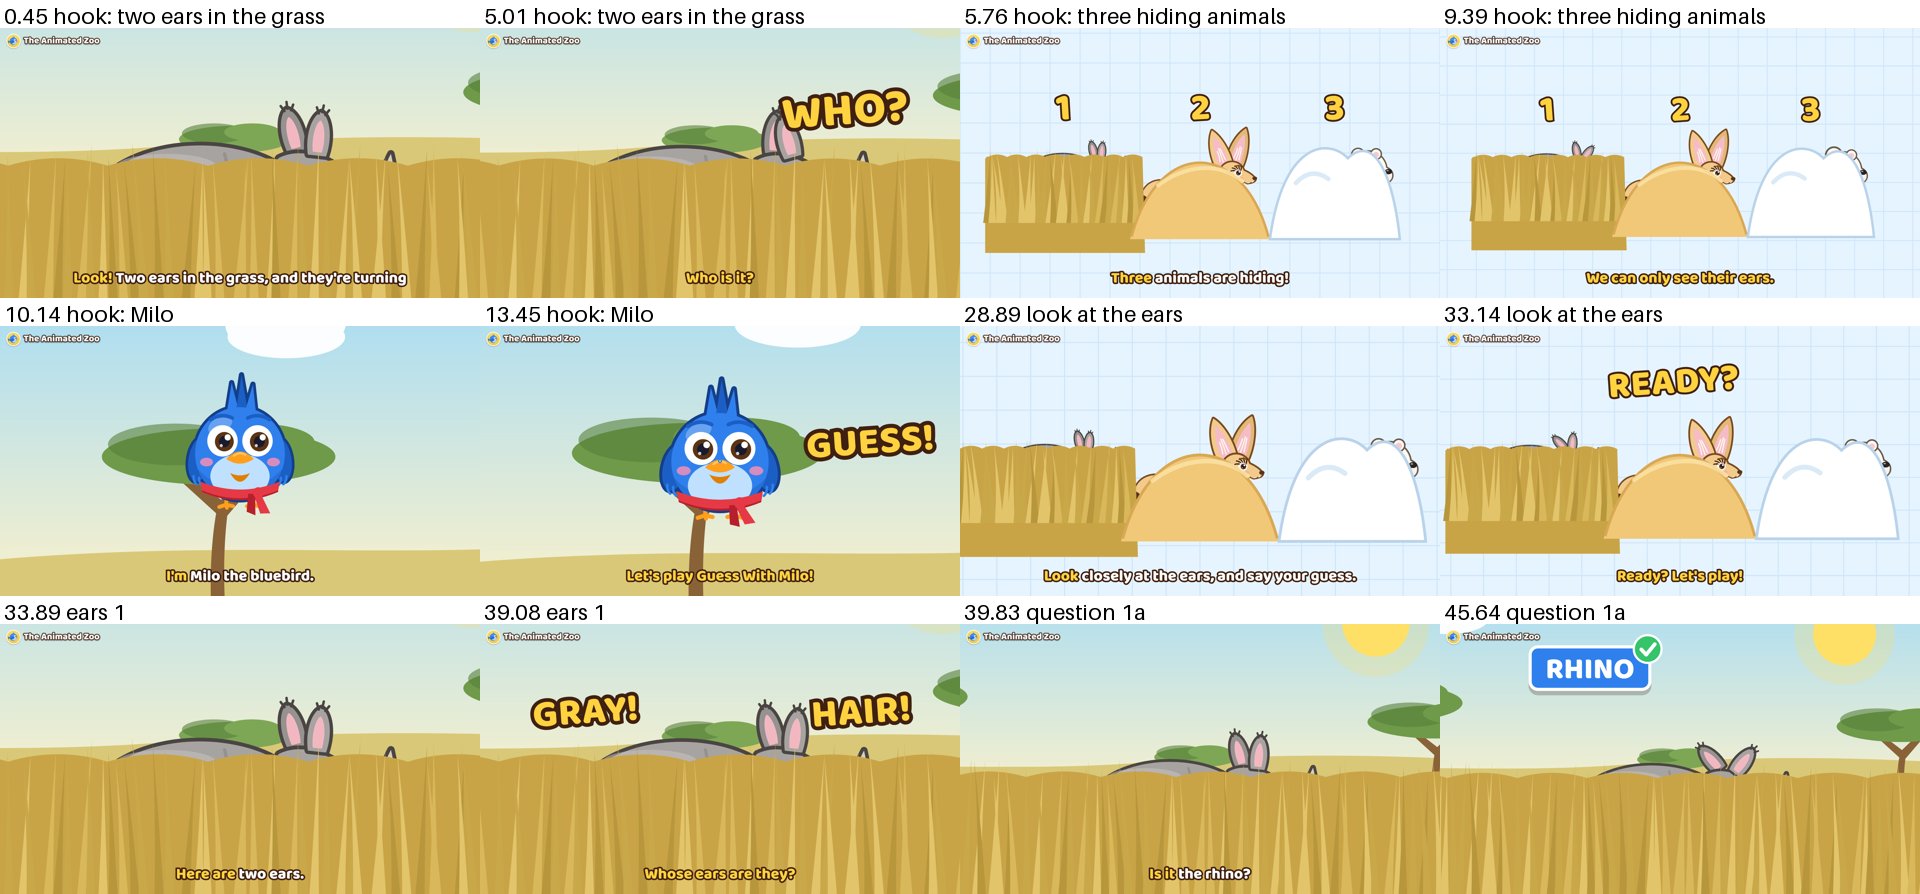 0.45 hook: two ears in the grass
The Animated Zoo
Look! Two ears in the grass, and they're turning
5.01 hook: two ears in the grass
The Animated Zoo
WHO?
Who is it?
5.76 hook: three hiding animals
The Animated Zoo
1 2 3
Three animals are hiding!
9.39 hook: three hiding animals
The Animated Zoo
1 2 3
We can only see their ears.
10.14 hook: Milo
The Animated Zoo
I'm Milo the bluebird.
13.45 hook: Milo
The Animated Zoo
GUESS!
Let's play Guess With Milo!
28.89 look at the ears
The Animated Zoo
Look closely at the ears, and say your guess.
33.14 look at the ears
The Animated Zoo
READY?
Ready? Let's play!
33.89 ears 1
The Animated Zoo
Here are two ears.
39.08 ears 1
The Animated Zoo
GRAY! HAIR!
Whose ears are they?
39.83 question 1a
The Animated Zoo
Is it the rhino?
45.64 question 1a
The Animated Zoo
RHINO